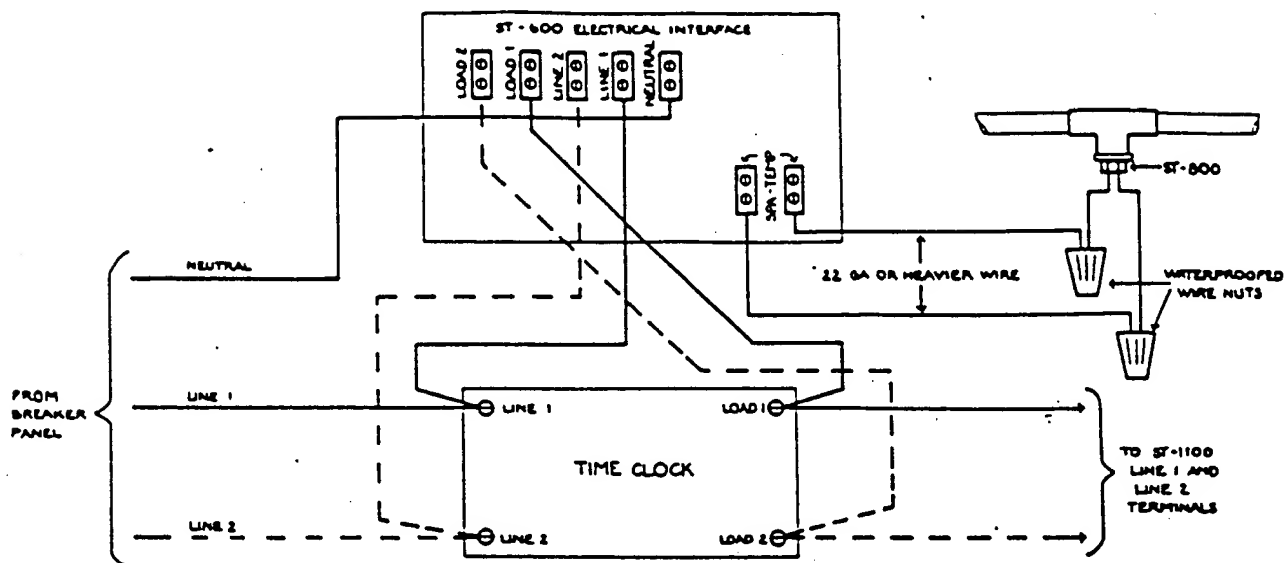 ST-600 ELECTRICAL INTERFACE
LOAD 2
LOAD 1
LINE 2
LINE 1
NEUTRAL
SPA-TEMP
ST-800
NEUTRAL
22 GA OR HEAVIER WIRE
WATERPROOFED
WIRE NUTS
FROM
BREAKER
PANEL
LINE 1
LINE 1
LOAD 1
TIME CLOCK
TO ST-1100
LINE 1 AND
LINE 2
TERMINALS
LINE 2
LINE 2
LOAD 2